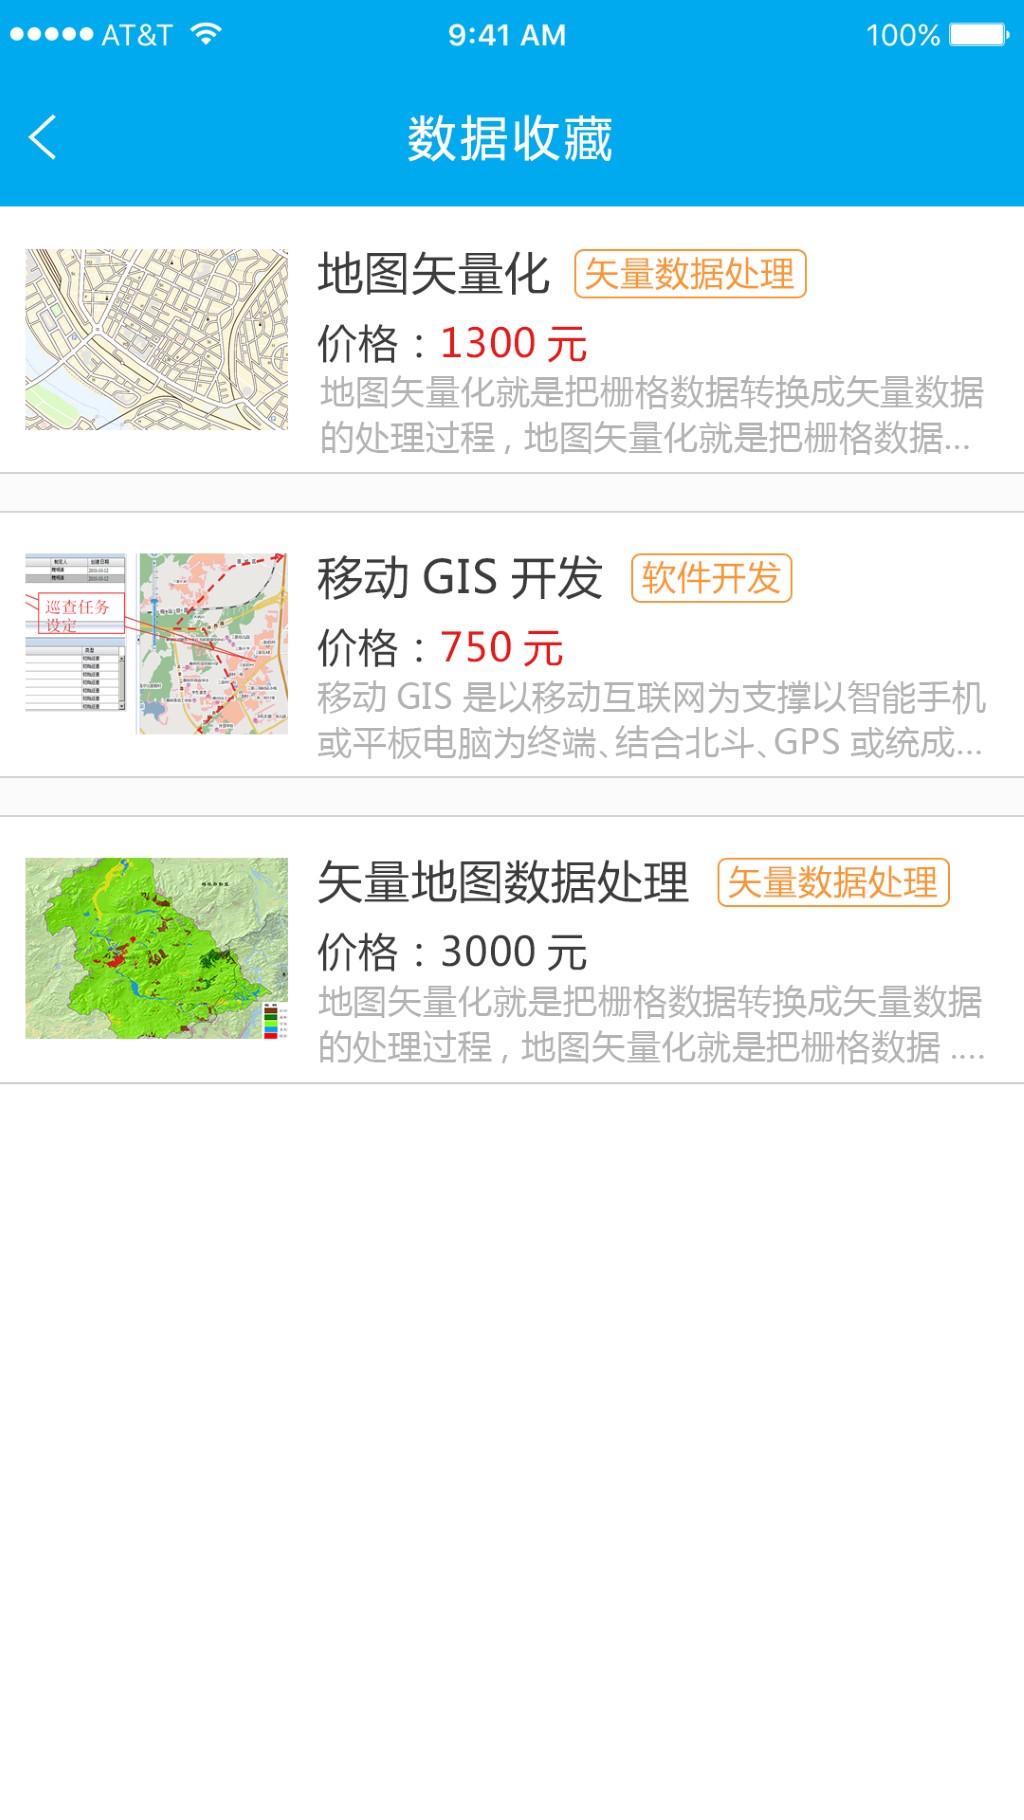 AT&T 9:41 AM 100%
数据收藏
地图矢量化 矢量数据处理
价格：1300 元
地图矢量化就是把栅格数据转换成矢量数据
的处理过程，地图矢量化就是把栅格数据...
移动 GIS 开发 软件开发
巡查任务
设定
价格：750 元
移动 GIS 是以移动互联网为支撑以智能手机
或平板电脑为终端、结合北斗、GPS 或统成...
矢量地图数据处理 矢量数据处理
价格：3000 元
地图矢量化就是把栅格数据转换成矢量数据
的处理过程，地图矢量化就是把栅格数据 ....